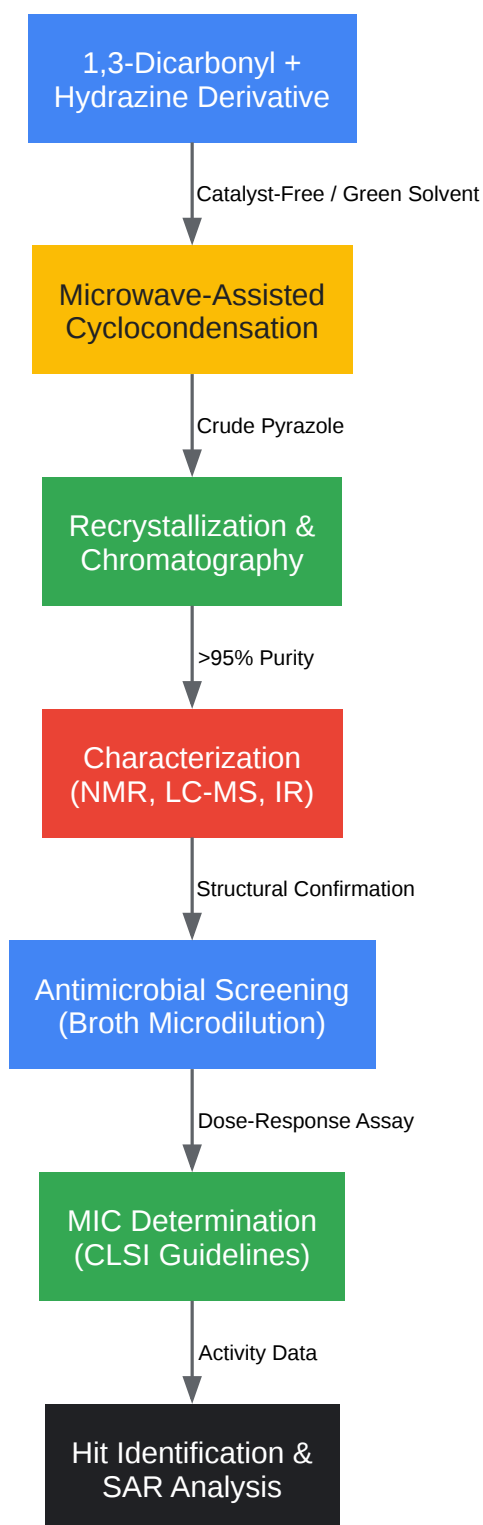 1,3-Dicarbonyl +
Hydrazine Derivative
Catalyst-Free / Green Solvent
Microwave-Assisted
Cyclocondensation
Crude Pyrazole
Recrystallization &
Chromatography
>95% Purity
Characterization
(NMR, LC-MS, IR)
Structural Confirmation
Antimicrobial Screening
(Broth Microdilution)
Dose-Response Assay
MIC Determination
(CLSI Guidelines)
Activity Data
Hit Identification &
SAR Analysis